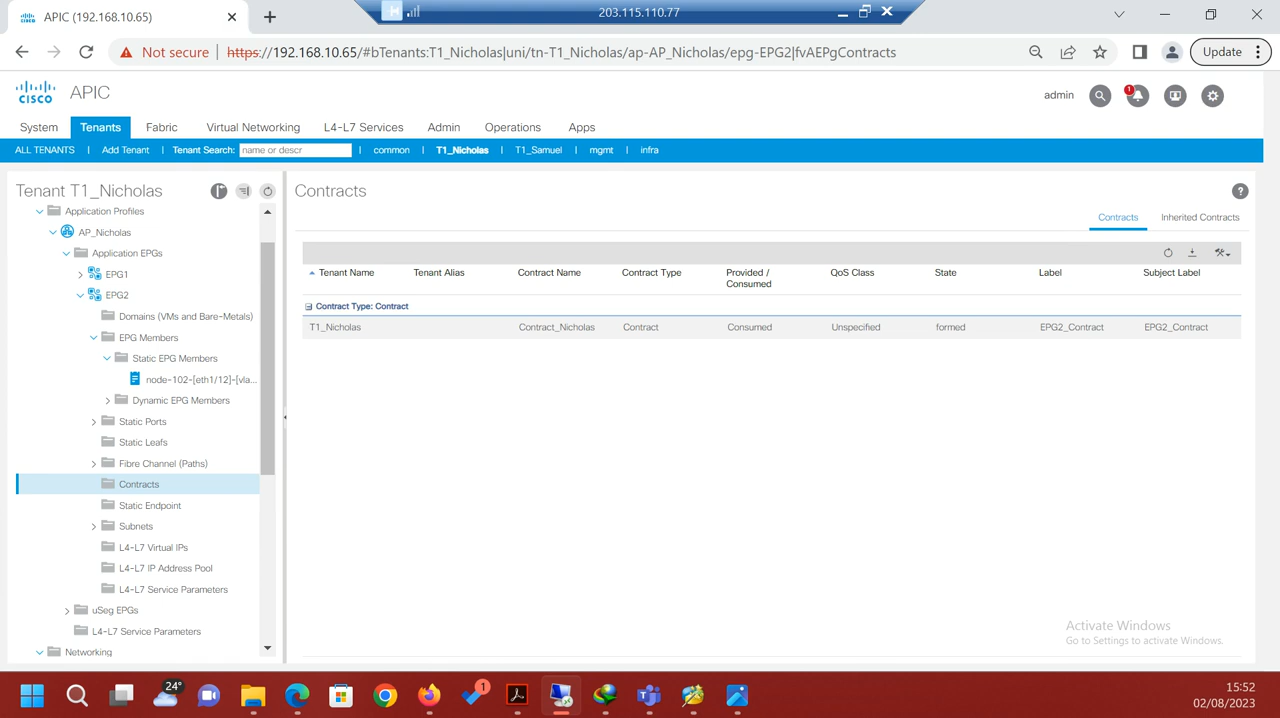 APIC (192.168.10.65)
203.115.110.77
Not secure
https://192.168.10.65/#bTenants:T1_Nicholas|uni/tn-T1_Nicholas/ap-AP_Nicholas/epg-EPG2|fvAEPgContracts
Update
CISCO
APIC
admin
1
System Tenants Fabric Virtual Networking L4-L7 Services Admin Operations Apps
ALL TENANTS | Add Tenant | Tenant Search: name or descr | common | T1_Nicholas | T1_Samuel | mgmt | infra
Tenant T1_Nicholas
Application Profiles
AP_Nicholas
Application EPGs
EPG1
EPG2
Domains (VMs and Bare-Metals)
EPG Members
Static EPG Members
node-102-[eth1/12]-[vla...
Dynamic EPG Members
Static Ports
Static Leafs
Fibre Channel (Paths)
Contracts
Static Endpoint
Subnets
L4-L7 Virtual IPs
L4-L7 IP Address Pool
L4-L7 Service Parameters
uSeg EPGs
L4-L7 Service Parameters
Networking
Contracts
?
Contracts Inherited Contracts
Tenant Name Tenant Alias Contract Name Contract Type Provided / Consumed QoS Class State Label Subject Label
Contract Type: Contract
T1_Nicholas Contract_Nicholas Contract Consumed Unspecified formed EPG2_Contract EPG2_Contract
Activate Windows
Go to Settings to activate Windows.
24°
1
15:52
02/08/2023